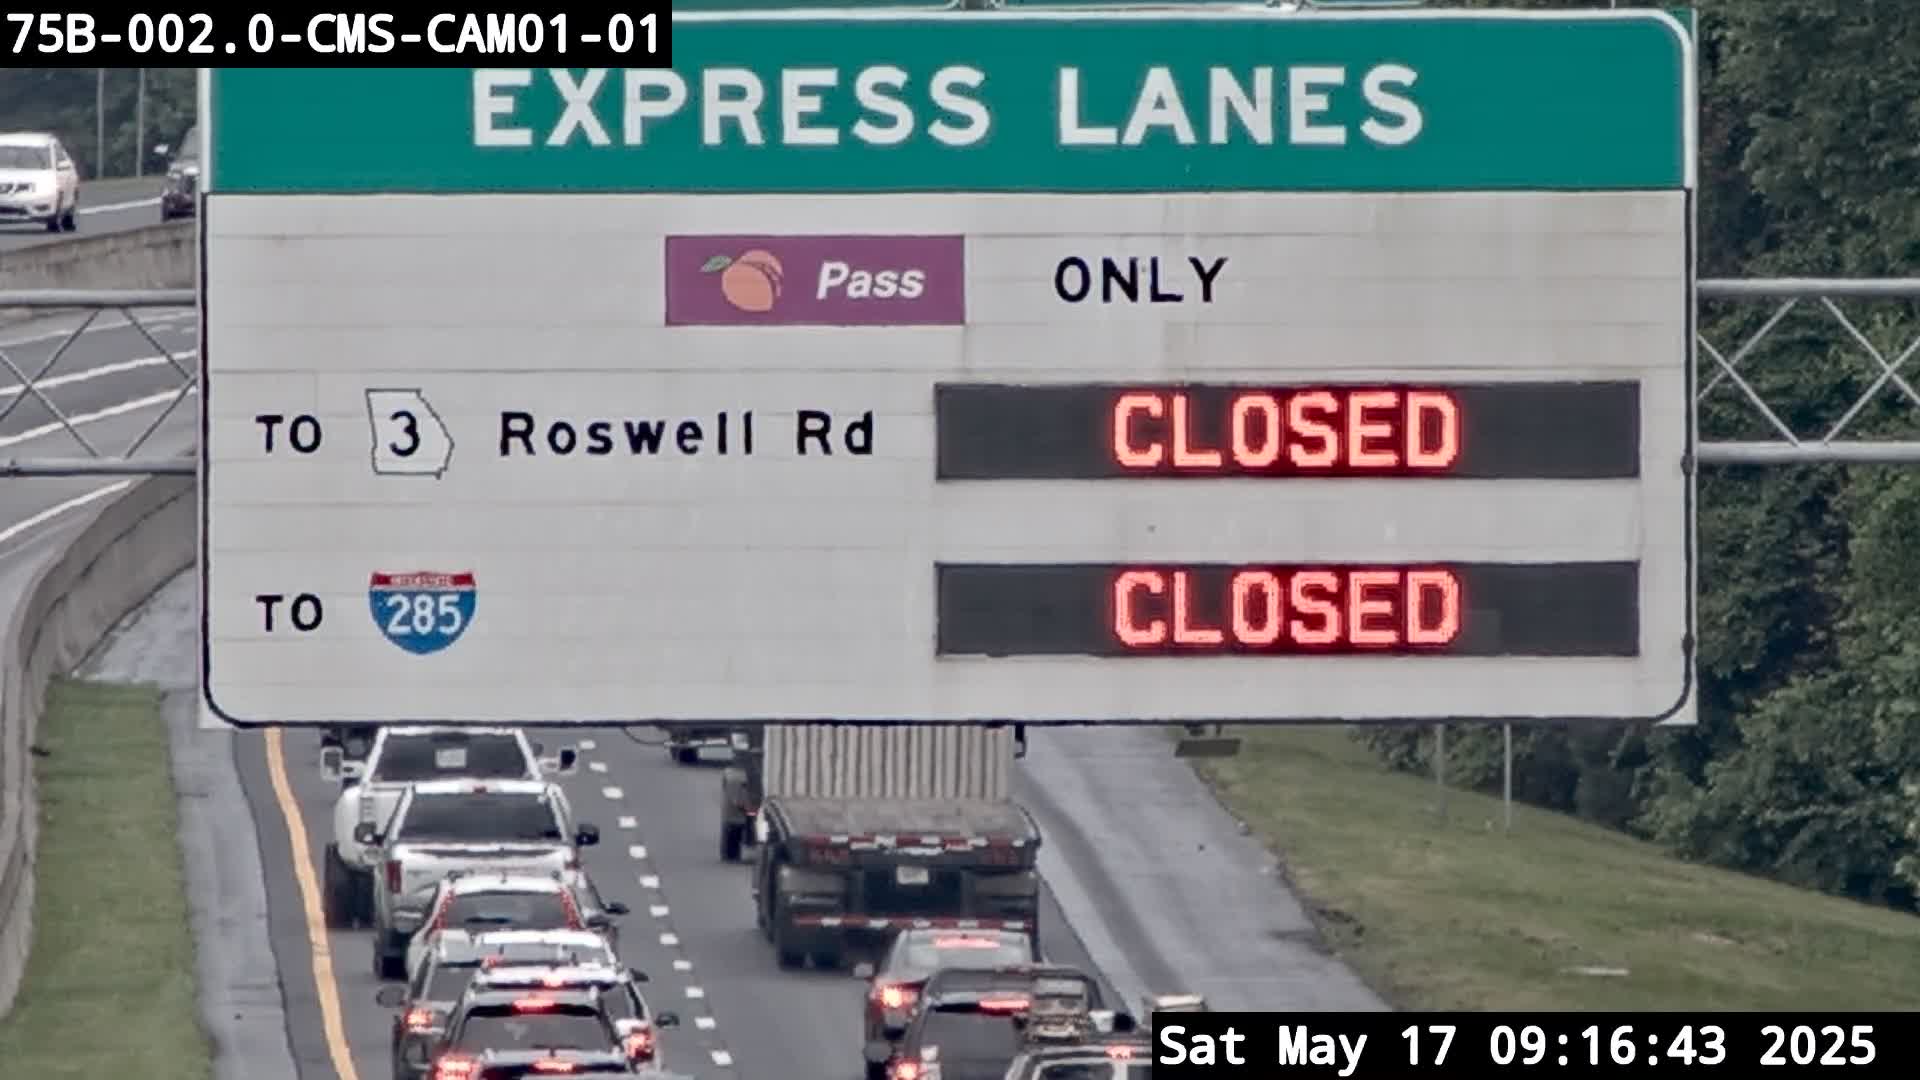 75B-002.0-CMS-CAM01-01
EXPRESS LANES
Pass ONLY
TO 3 Roswell Rd CLOSED
TO 285 CLOSED
Sat May 17 09:16:43 2025